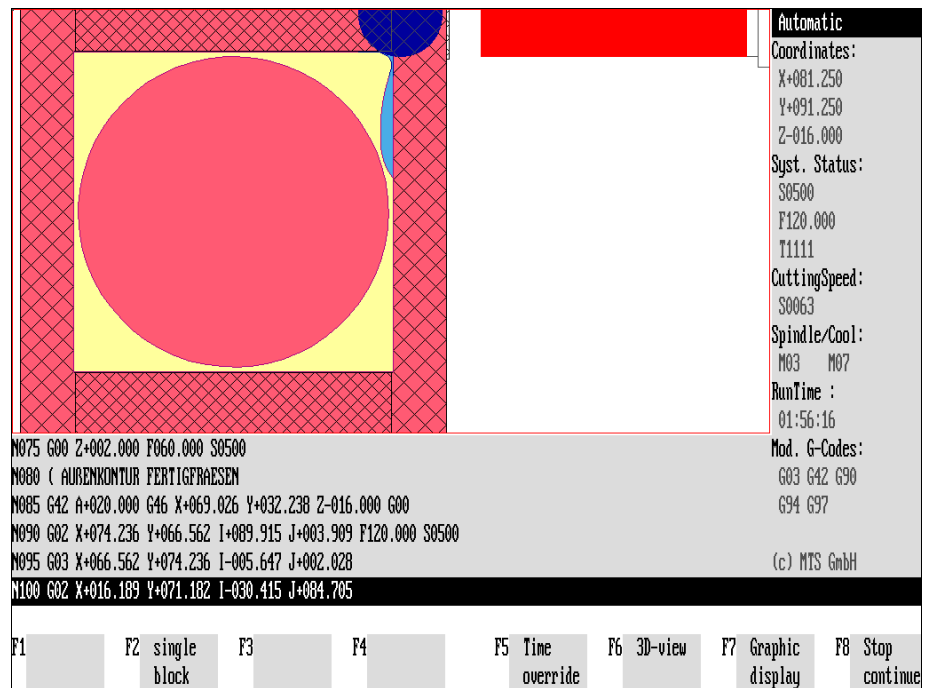 Automatic
Coordinates:
X+081.250
Y+091.250
Z-016.000
Syst. Status:
S0500
F120.000
T1111
CuttingSpeed:
S0063
Spindle/Cool:
M03 M07
RunTime :
01:56:16
Mod. G-Codes:
G03 G42 G90
G94 G97
(c) MTS GmbH
N075 G00 Z+002.000 F060.000 S0500
N080 ( AUßENKONTUR FERTIGFRAESEN
N085 G42 A+020.000 G46 X+069.026 Y+032.238 Z-016.000 G00
N090 G02 X+074.236 Y+066.562 I+089.915 J+003.909 F120.000 S0500
N095 G03 X+066.562 Y+074.236 I-005.647 J+002.028
N100 G02 X+016.189 Y+071.182 I-030.415 J+084.705
F1
F2 single block
F3
F4
F5 Time override
F6 3D-view
F7 Graphic display
F8 Stop continue